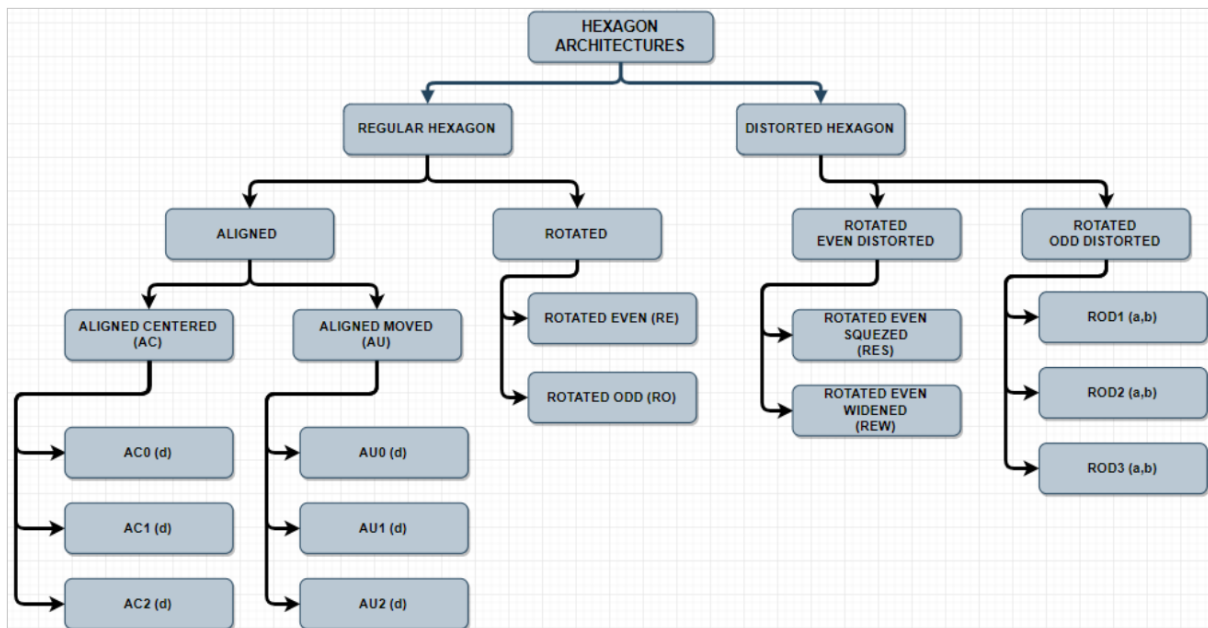 HEXAGON
ARCHITECTURES
REGULAR HEXAGON
DISTORTED HEXAGON
ALIGNED
ROTATED
ROTATED
EVEN DISTORTED
ROTATED
ODD DISTORTED
ALIGNED CENTERED
(AC)
ALIGNED MOVED
(AU)
ROTATED EVEN (RE)
ROTATED EVEN
SQUEZED
(RES)
ROD1 (a,b)
ROTATED ODD (RO)
ROTATED EVEN
WIDENED
(REW)
ROD2 (a,b)
AC0 (d)
AU0 (d)
ROD3 (a,b)
AC1 (d)
AU1 (d)
AC2 (d)
AU2 (d)